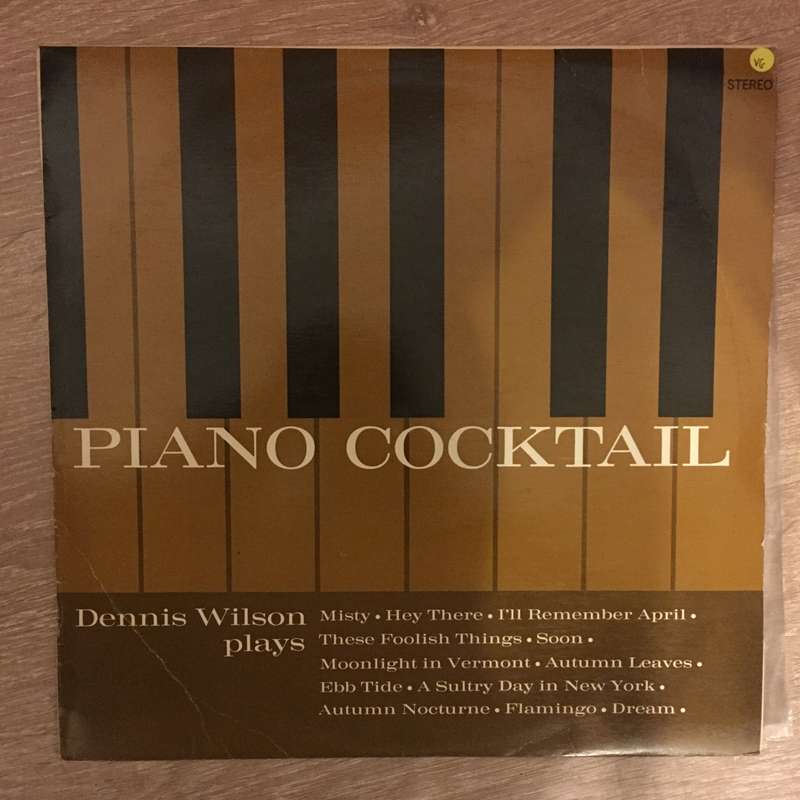 VG
STEREO
PIANO COCKTAIL
Dennis Wilson
plays
Misty • Hey There • I'll Remember April •
These Foolish Things • Soon •
Moonlight in Vermont • Autumn Leaves •
Ebb Tide • A Sultry Day in New York •
Autumn Nocturne • Flamingo • Dream •